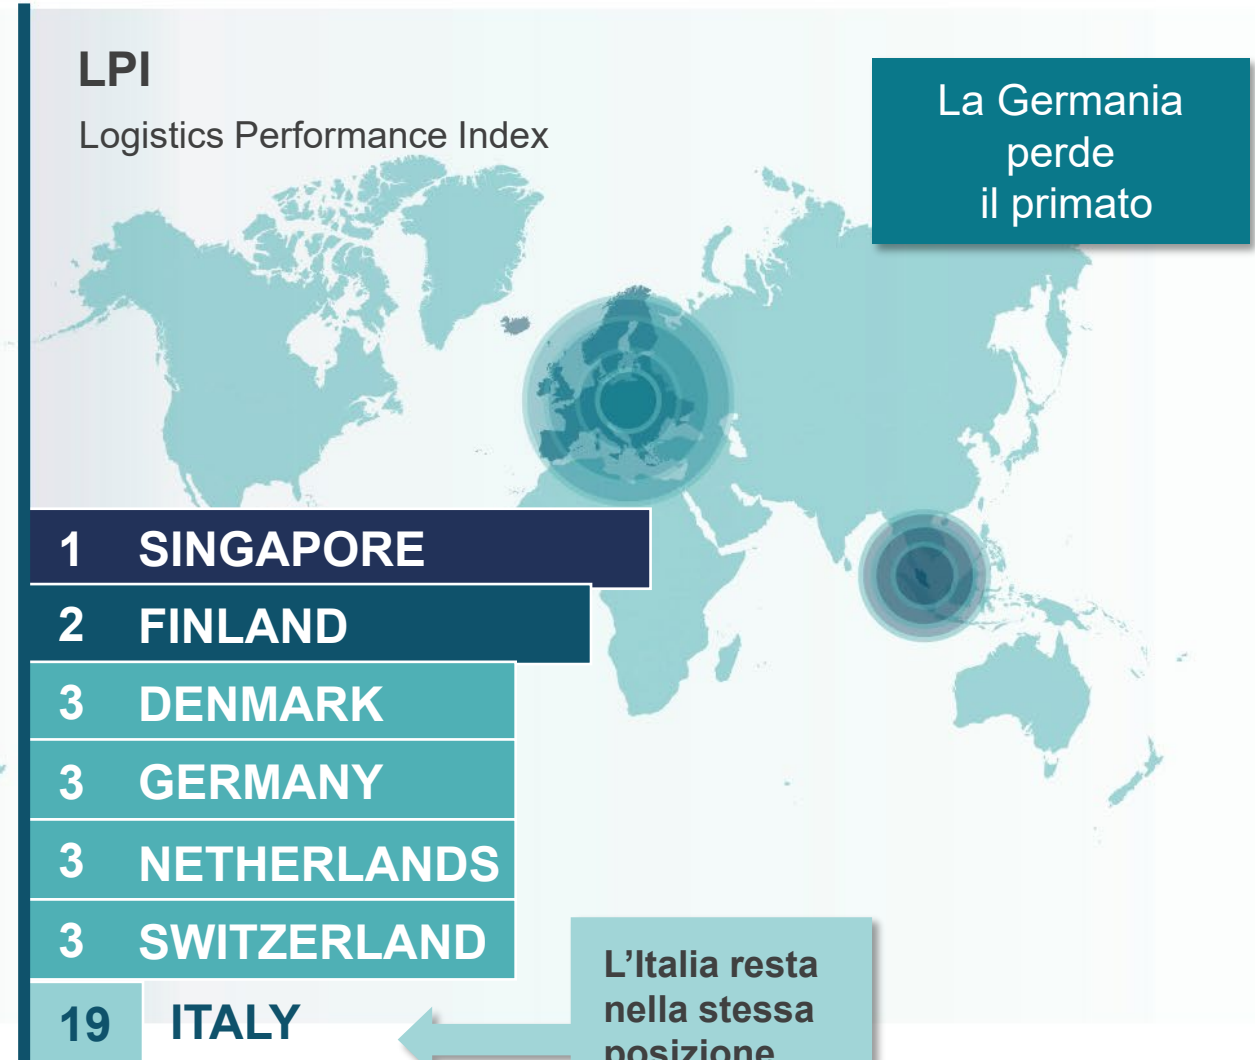 LPI
Logistics Performance Index
La Germania
perde
il primato
1 SINGAPORE
2 FINLAND
3 DENMARK
3 GERMANY
3 NETHERLANDS
3 SWITZERLAND
19 ITALY
L’Italia resta
nella stessa
posizione